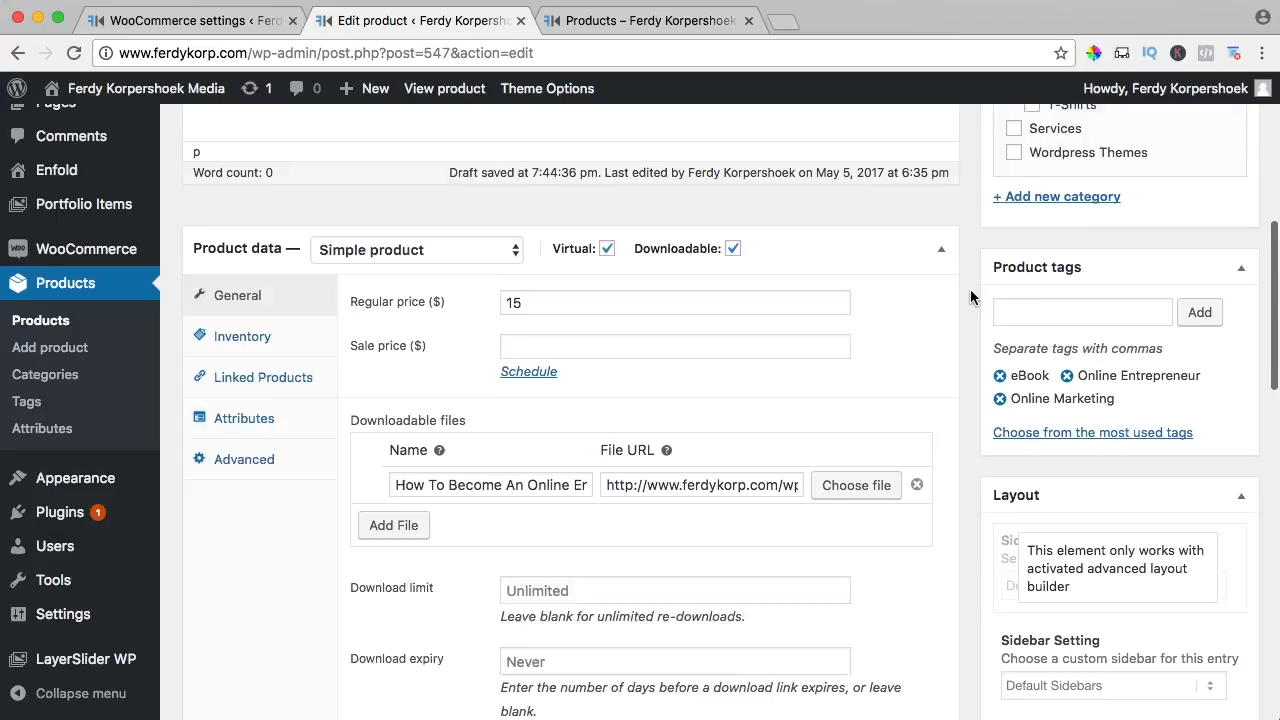 WooCommerce settings ‹ Ferd
Edit product ‹ Ferdy Korpersho
Products – Ferdy Korpershoek
www.ferdykorp.com/wp-admin/post.php?post=547&action=edit
Ferdy Korpershoek Media
1
0
New
View product
Theme Options
Howdy, Ferdy Korpershoek
Pages
Comments
Enfold
Portfolio Items
WooCommerce
Products
Products
Add product
Categories
Tags
Attributes
Appearance
Plugins 1
Users
Tools
Settings
LayerSlider WP
Collapse menu
p
Word count: 0
Draft saved at 7:44:36 pm. Last edited by Ferdy Korpershoek on May 5, 2017 at 6:35 pm
Product data —
Simple product
Virtual:
Downloadable:
General
Inventory
Linked Products
Attributes
Advanced
Regular price ($)
15
Sale price ($)
Schedule
Downloadable files
Name
File URL
How To Become An Online Er
http://www.ferdykorp.com/wp
Choose file
Add File
Download limit
Unlimited
Leave blank for unlimited re-downloads.
Download expiry
Never
Enter the number of days before a download link expires, or leave
blank.
T-Shirts
Services
Wordpress Themes
+ Add new category
Product tags
Add
Separate tags with commas
eBook
Online Entrepreneur
Online Marketing
Choose from the most used tags
Layout
This element only works with
activated advanced layout
builder
Sidebar Setting
Choose a custom sidebar for this entry
Default Sidebars